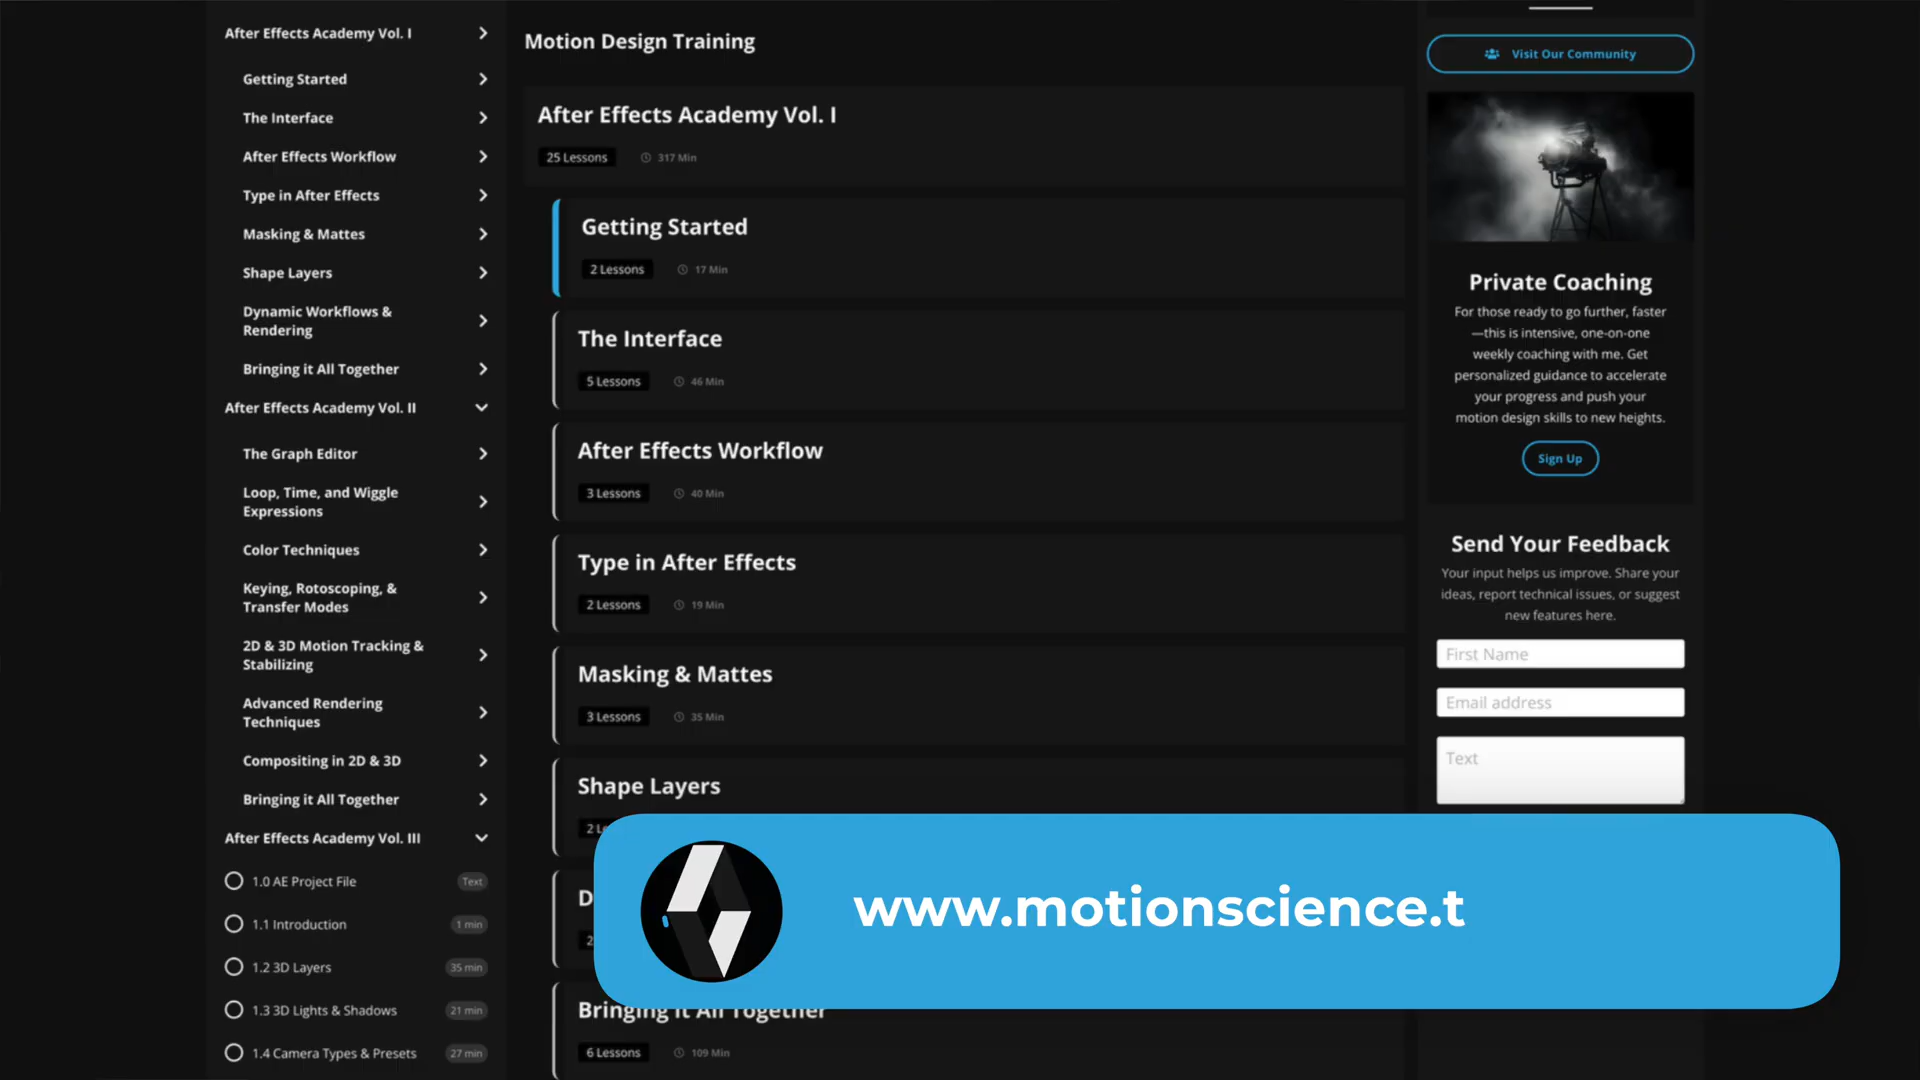 After Effects Academy Vol. I
Getting Started
The Interface
After Effects Workflow
Type in After Effects
Masking & Mattes
Shape Layers
Dynamic Workflows &
Rendering
Bringing it All Together
After Effects Academy Vol. II
The Graph Editor
Loop, Time, and Wiggle
Expressions
Color Techniques
Keying, Rotoscoping, &
Transfer Modes
2D & 3D Motion Tracking &
Stabilizing
Advanced Rendering
Techniques
Compositing in 2D & 3D
Bringing it All Together
After Effects Academy Vol. III
1.0 AE Project File Text
1.1 Introduction 1 min
1.2 3D Layers 35 min
1.3 3D Lights & Shadows 21 min
1.4 Camera Types & Presets 27 min
Motion Design Training
After Effects Academy Vol. I
25 Lessons 317 Min
Getting Started
2 Lessons 17 Min
The Interface
5 Lessons 46 Min
After Effects Workflow
3 Lessons 40 Min
Type in After Effects
2 Lessons 19 Min
Masking & Mattes
3 Lessons 35 Min
Shape Layers
2 Le
D
2
Bringing it All Together
6 Lessons 109 Min
Visit Our Community
Private Coaching
For those ready to go further, faster
—this is intensive, one-on-one
weekly coaching with me. Get
personalized guidance to accelerate
your progress and push your
motion design skills to new heights.
Sign Up
Send Your Feedback
Your input helps us improve. Share your
ideas, report technical issues, or suggest
new features here.
First Name
Email address
Text
www.motionscience.t